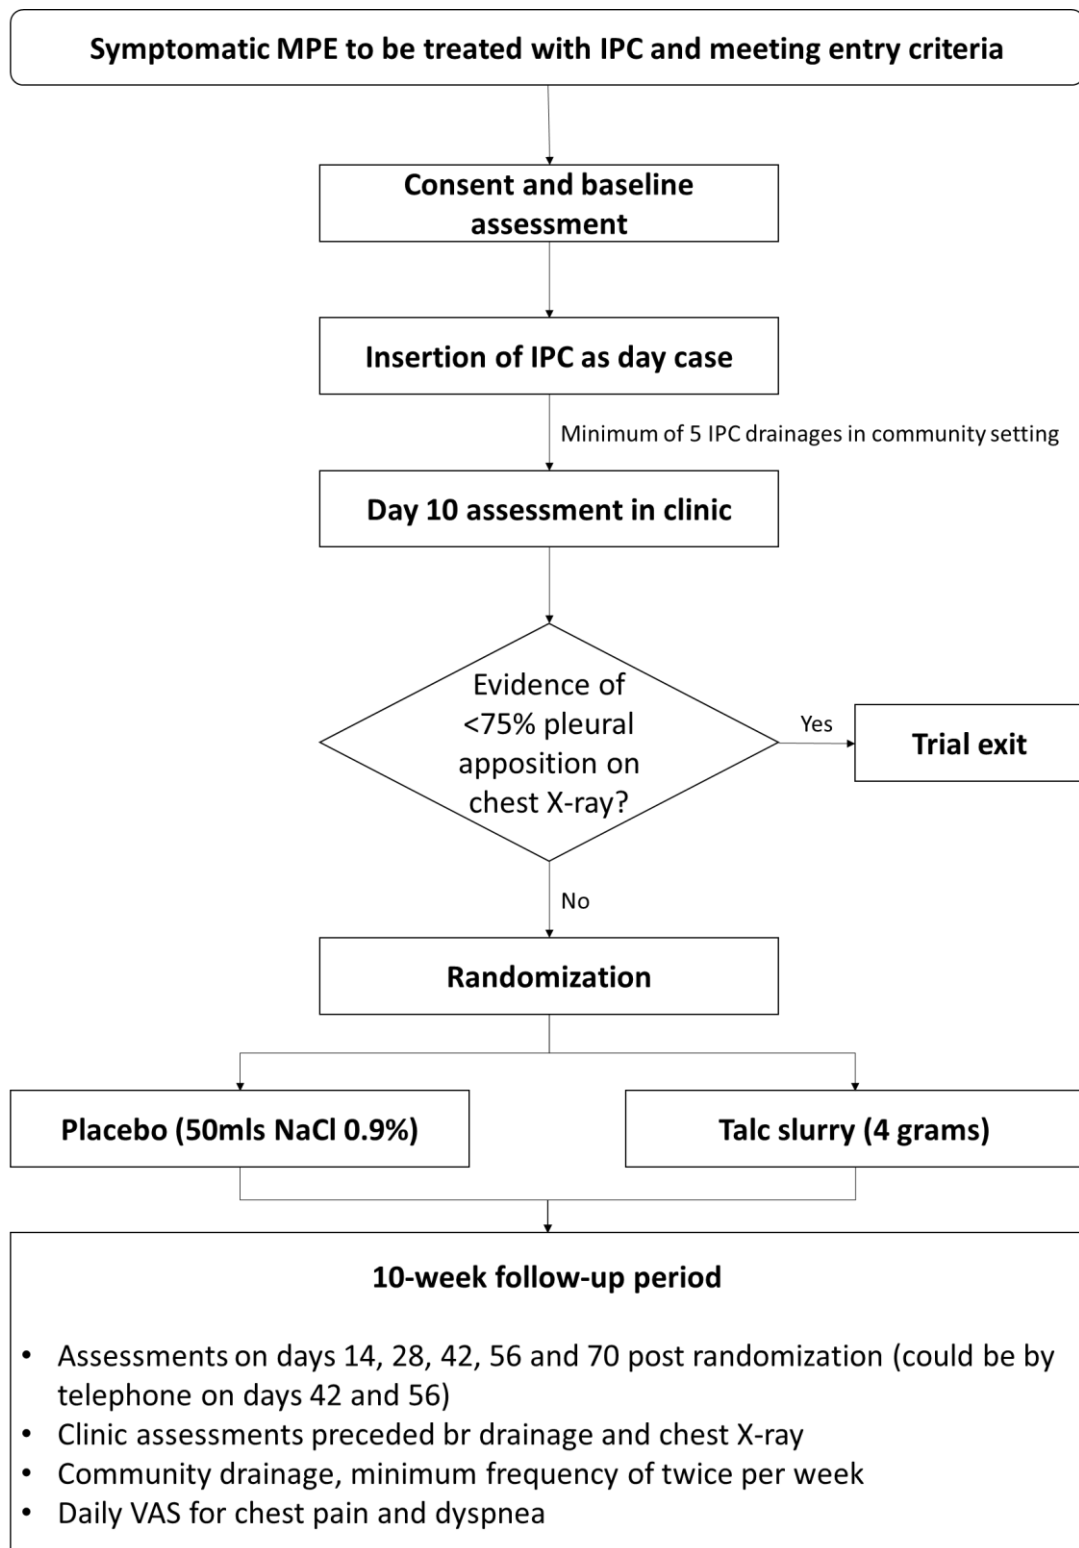 Symptomatic MPE to be treated with IPC and meeting entry criteria
Consent and baseline
assessment
Insertion of IPC as day case
Minimum of 5 IPC drainages in community setting
Day 10 assessment in clinic
Evidence of
<75% pleural
apposition on
chest X-ray?
Yes
Trial exit
No
Randomization
Placebo (50mls NaCl 0.9%)
Talc slurry (4 grams)
10-week follow-up period
• Assessments on days 14, 28, 42, 56 and 70 post randomization (could be by
telephone on days 42 and 56)
• Clinic assessments preceded br drainage and chest X-ray
• Community drainage, minimum frequency of twice per week
• Daily VAS for chest pain and dyspnea